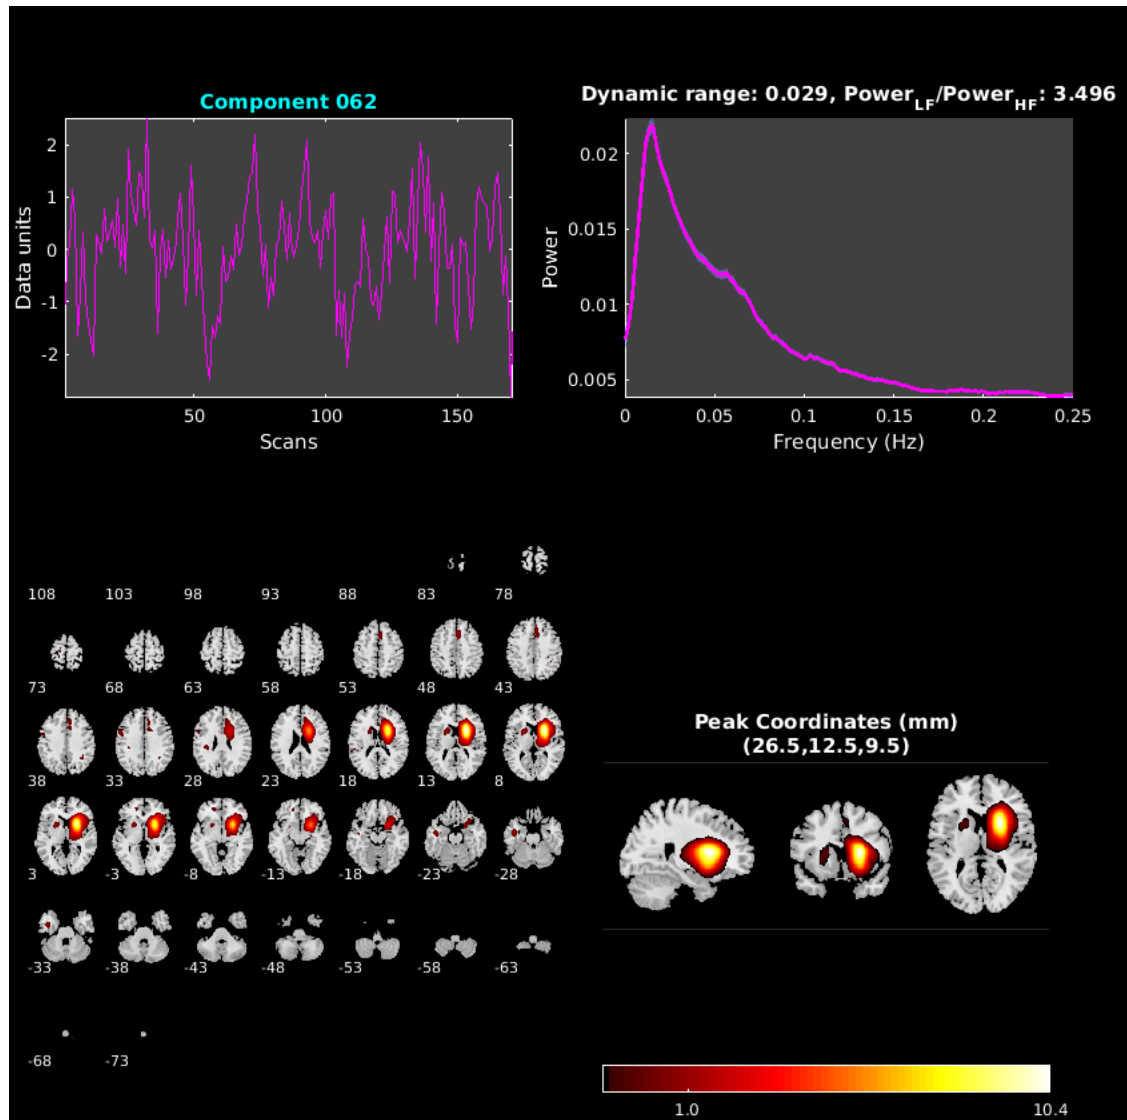 Component 062
Dynamic range: 0.029, Power_LF/Power_HF: 3.496
2
1
0
-1
-2
Data units
50 100 150
Scans
0.02
0.015
0.01
0.005
Power
0 0.05 0.1 0.15 0.2 0.25
Frequency (Hz)
108 103 98 93 88 83 78
73 68 63 58 53 48 43
38 33 28 23 18 13 8
3 -3 -8 -13 -18 -23 -28
-33 -38 -43 -48 -53 -58 -63
-68 -73
Peak Coordinates (mm)
(26.5,12.5,9.5)
1.0 10.4